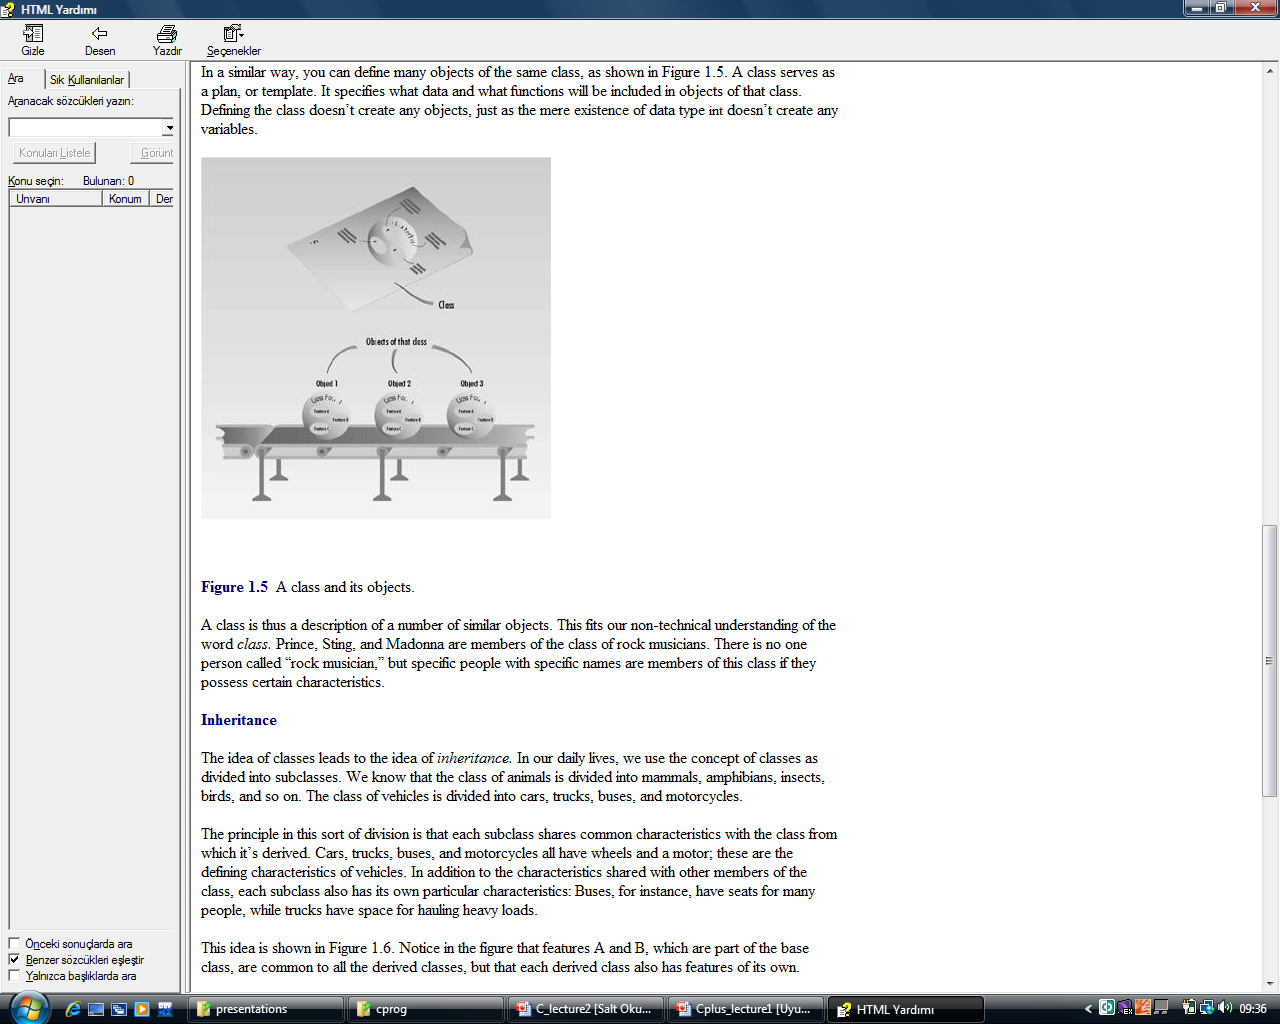 HTML Yardımı
Gizle
Desen
Yazdır
Seçenekler
Ara
Sık Kullanılanlar
Aranacak sözcükleri yazın:
Konuları Listele
Görünt
Konu seçin: Bulunan: 0
Unvanı Konum Der
Önceki sonuçlarda ara
Benzer sözcükleri eşleştir
Yalnızca başlıklarda ara
In a similar way, you can define many objects of the same class, as shown in Figure 1.5. A class serves as
a plan, or template. It specifies what data and what functions will be included in objects of that class.
Defining the class doesn’t create any objects, just as the mere existence of data type int doesn’t create any
variables.
Class
Objects of that class
Object 1
Object 2
Object 3
Feature A
Feature B
Feature C
Feature A
Feature B
Feature C
Feature A
Feature B
Feature C
Figure 1.5 A class and its objects.
A class is thus a description of a number of similar objects. This fits our non-technical understanding of the
word class. Prince, Sting, and Madonna are members of the class of rock musicians. There is no one
person called “rock musician,” but specific people with specific names are members of this class if they
possess certain characteristics.
Inheritance
The idea of classes leads to the idea of inheritance. In our daily lives, we use the concept of classes as
divided into subclasses. We know that the class of animals is divided into mammals, amphibians, insects,
birds, and so on. The class of vehicles is divided into cars, trucks, buses, and motorcycles.
The principle in this sort of division is that each subclass shares common characteristics with the class from
which it’s derived. Cars, trucks, buses, and motorcycles all have wheels and a motor; these are the
defining characteristics of vehicles. In addition to the characteristics shared with other members of the
class, each subclass also has its own particular characteristics: Buses, for instance, have seats for many
people, while trucks have space for hauling heavy loads.
This idea is shown in Figure 1.6. Notice in the figure that features A and B, which are part of the base
class, are common to all the derived classes, but that each derived class also has features of its own.
presentations
cprog
C_lecture2 [Salt Oku...
Cplus_lecture1 [Uyu...
HTML Yardımı
09:36